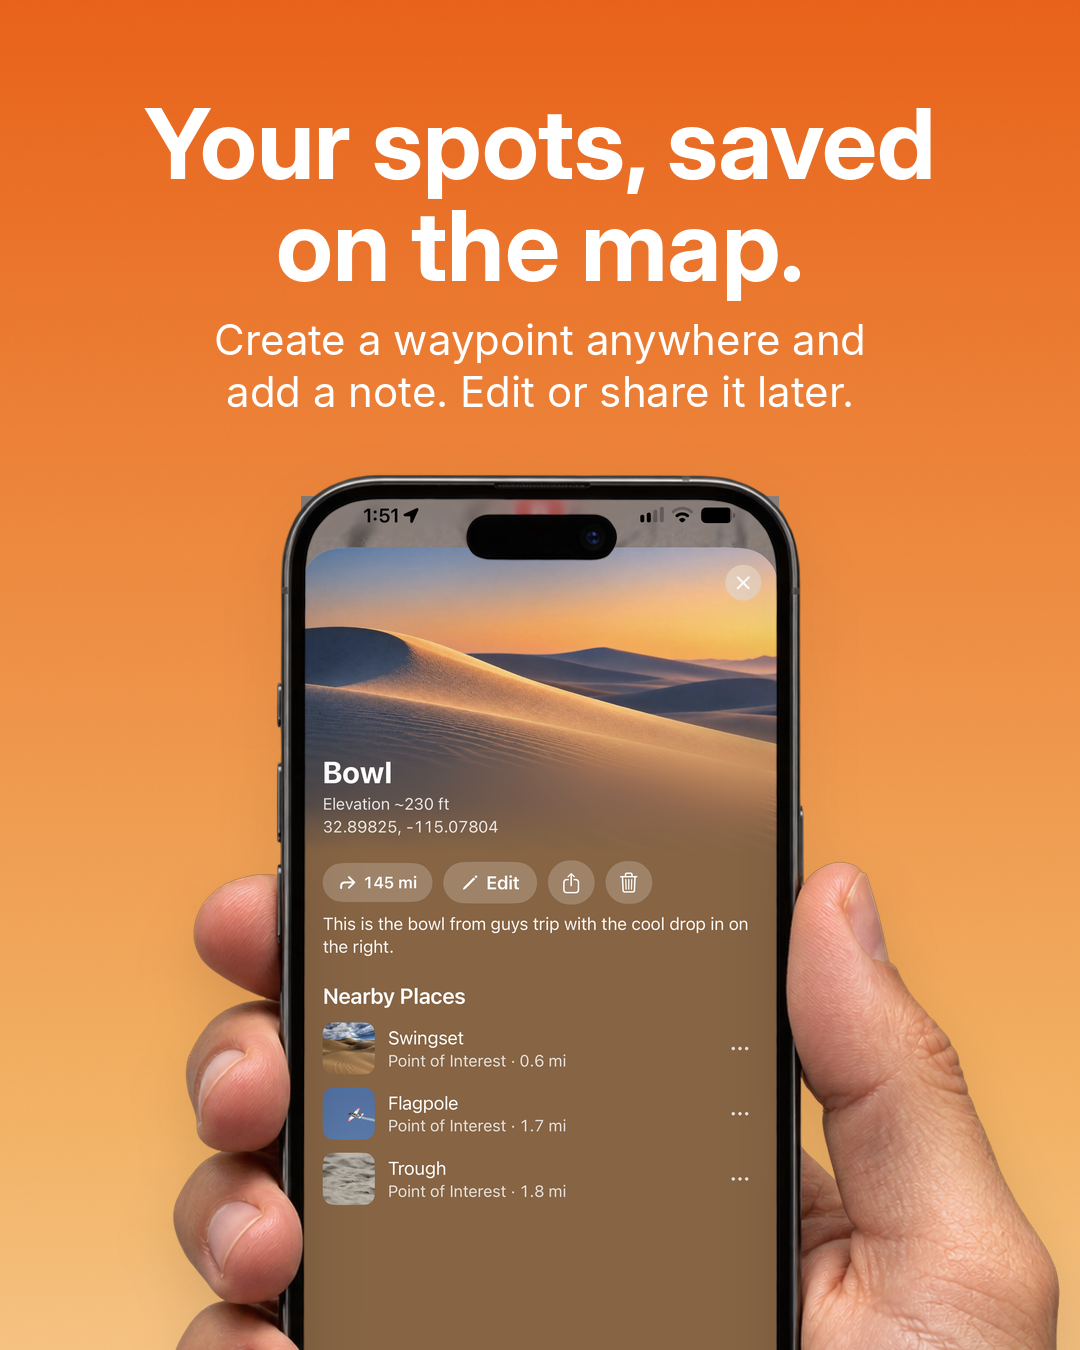 Your spots, saved
on the map.
Create a waypoint anywhere and
add a note. Edit or share it later.
1:51
Bowl
Elevation ~230 ft
32.89825, -115.07804
145 mi
Edit
This is the bowl from guys trip with the cool drop in on
the right.
Nearby Places
Swingset
Point of Interest · 0.6 mi
Flagpole
Point of Interest · 1.7 mi
Trough
Point of Interest · 1.8 mi